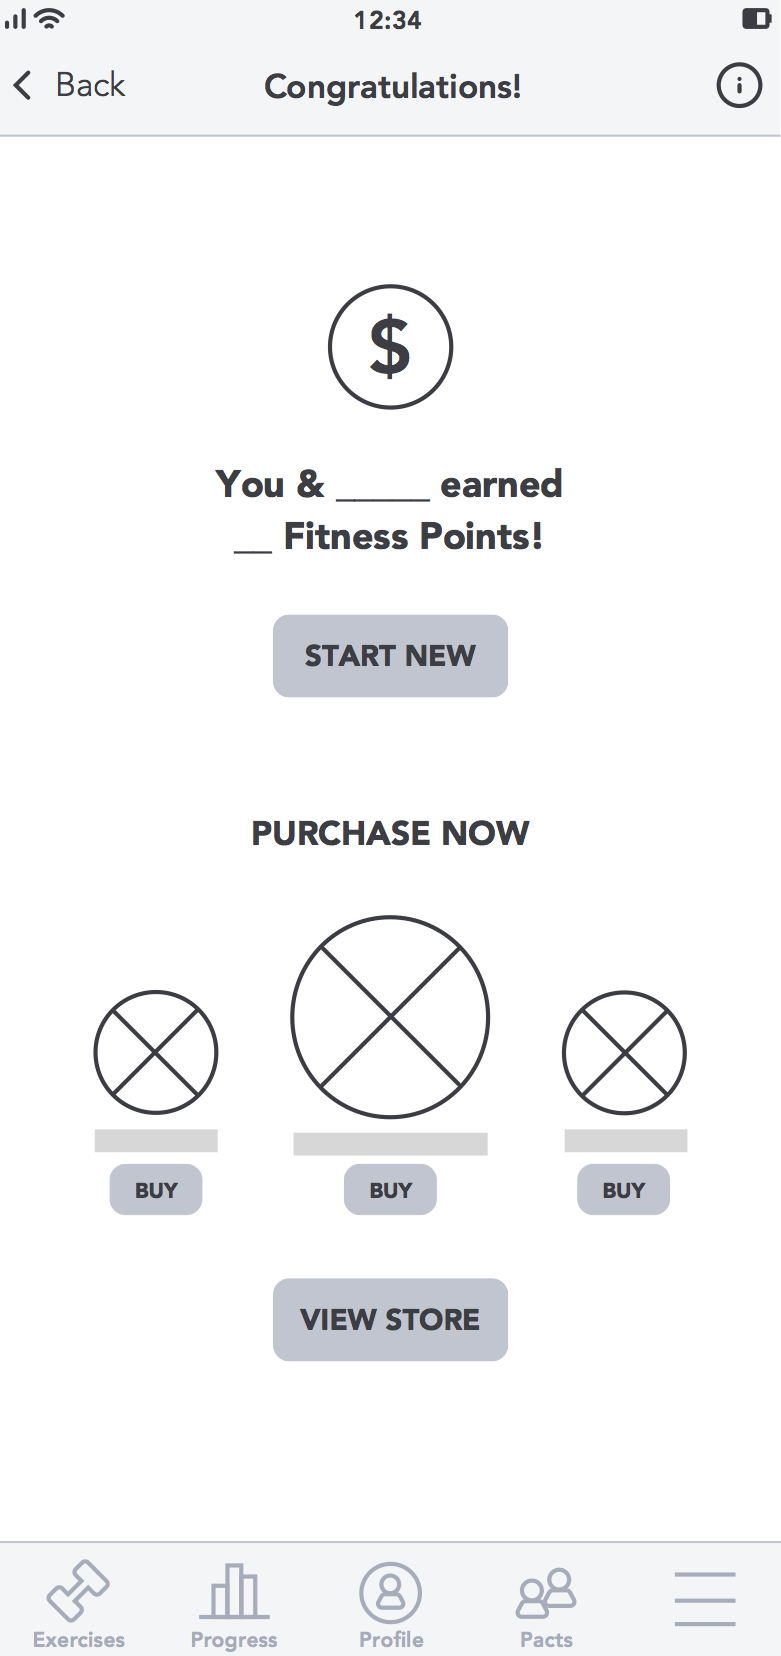 12:34
Back
Congratulations!
$
You & _____ earned
__ Fitness Points!
START NEW
PURCHASE NOW
BUY
BUY
BUY
VIEW STORE
Exercises
Progress
Profile
Pacts